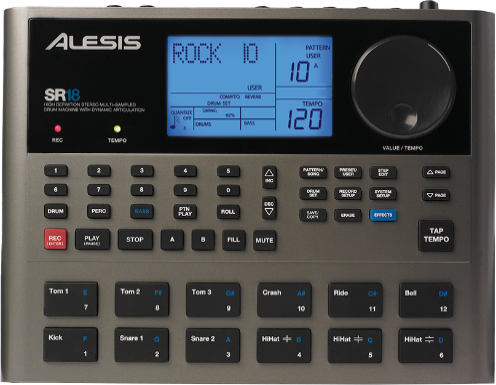 ALESIS
SR18
HIGH DEFINITION STEREO MULTI-SAMPLED
DRUM MACHINE WITH DYNAMIC ARTICULATION
REC TEMPO
ROCK 10
USER
COMP/EQ REVERB
DRUM SET
QUANTIZE SWING
OFF
DRUMS BASS
PATTERN
USER
10 A
TEMPO
120
VALUE / TEMPO
1 2 3 4 5
6 7 8 9 0
DRUM PERC BASS PTN PLAY ROLL
INC
DEC
PATTERN/SONG PRESET/USER STEP EDIT
DRUM SET RECORD SETUP SYSTEM SETUP
SAVE/COPY ERASE EFFECTS
PAGE
PAGE
TAP
TEMPO
REC [ENTER] PLAY [PAUSE] STOP A B FILL MUTE
Tom 1 E 7
Tom 2 F# 8
Tom 3 G# 9
Crash A# 10
Ride C# 11
Bell D# 12
Kick F 1
Snare 1 G 2
Snare 2 A 3
HiHat B 4
HiHat C 5
HiHat D 6